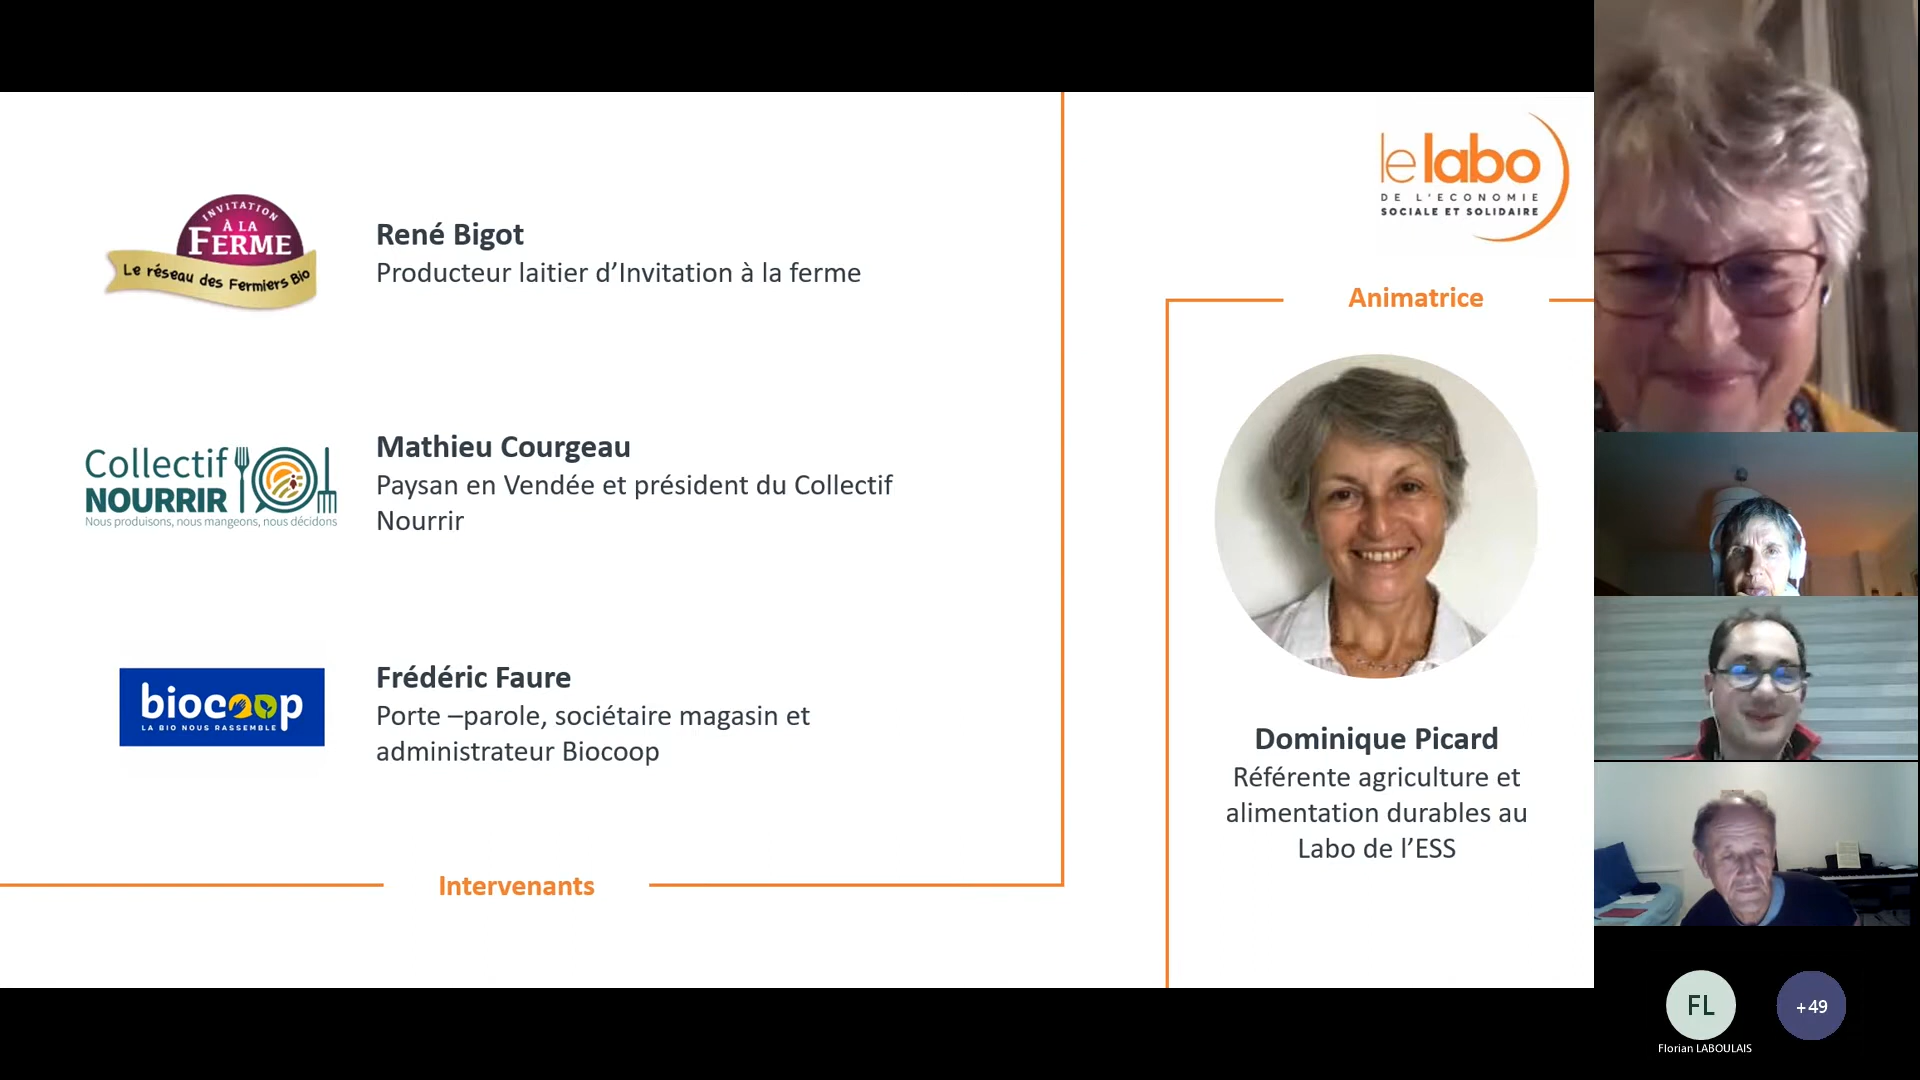 INVITATION
À LA
FERME
Le réseau des Fermiers Bio
René Bigot
Producteur laitier d’Invitation à la ferme
Collectif
NOURRIR
Nous produisons, nous mangeons, nous décidons
Mathieu Courgeau
Paysan en Vendée et président du Collectif
Nourrir
biocoop
LA BIO NOUS RASSEMBLE
Frédéric Faure
Porte –parole, sociétaire magasin et
administrateur Biocoop
Intervenants
le labo
DE L'ECONOMIE
SOCIALE ET SOLIDAIRE
Animatrice
Dominique Picard
Référente agriculture et
alimentation durables au
Labo de l’ESS
FL
Florian LABOULAIS
+49